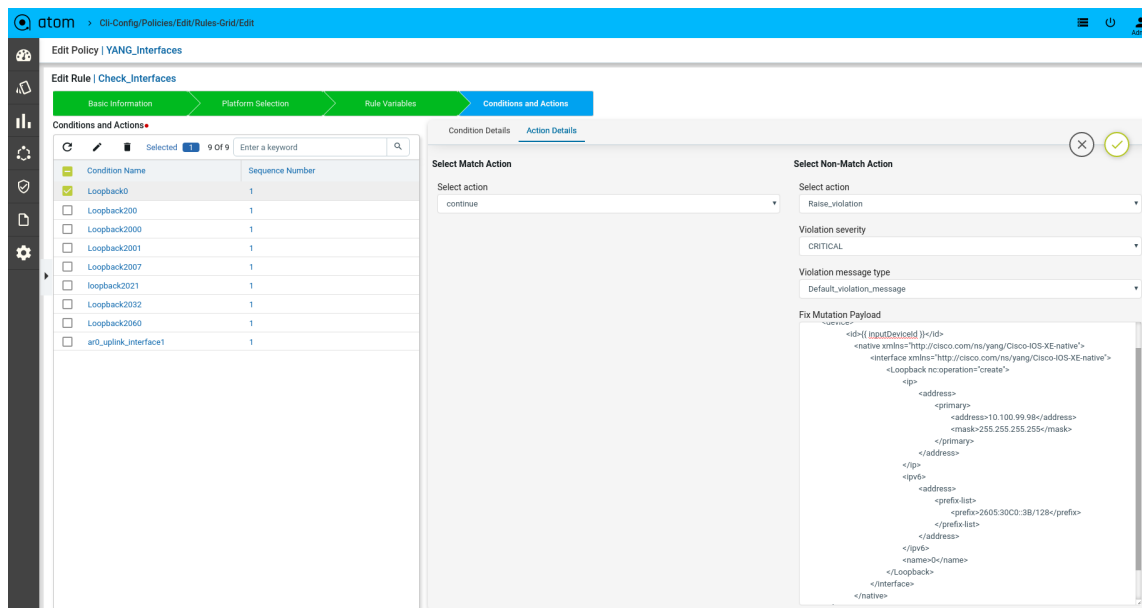 atom > Cli-Config/Policies/Edit/Rules-Grid/Edit
Edit Policy | YANG_Interfaces
Edit Rule | Check_Interfaces
Basic Information Platform Selection Rule Variables Conditions and Actions
Conditions and Actions
Selected 1 9 Of 9 Enter a keyword
Condition Name Sequence Number
Loopback0 1
Loopback200 1
Loopback2000 1
Loopback2001 1
Loopback2007 1
loopback2021 1
Loopback2032 1
Loopback2060 1
ar0_uplink_interface1 1
Condition Details Action Details
Select Match Action
Select action
continue
Select Non-Match Action
Select action
Raise_violation
Violation severity
CRITICAL
Violation message type
Default_violation_message
Fix Mutation Payload
<device>
<id>{{ inputDeviceId }}</id>
<native xmlns="http://cisco.com/ns/yang/Cisco-IOS-XE-native">
<interface xmlns="http://cisco.com/ns/yang/Cisco-IOS-XE-native">
<Loopback nc:operation="create">
<ip>
<address>
<primary>
<address>10.100.99.98</address>
<mask>255.255.255.255</mask>
</primary>
</address>
</ip>
<ipv6>
<address>
<prefix-list>
<prefix>2605:30C0::3B/128</prefix>
</prefix-list>
</address>
</ipv6>
<name>0</name>
</Loopback>
</interface>
</native>